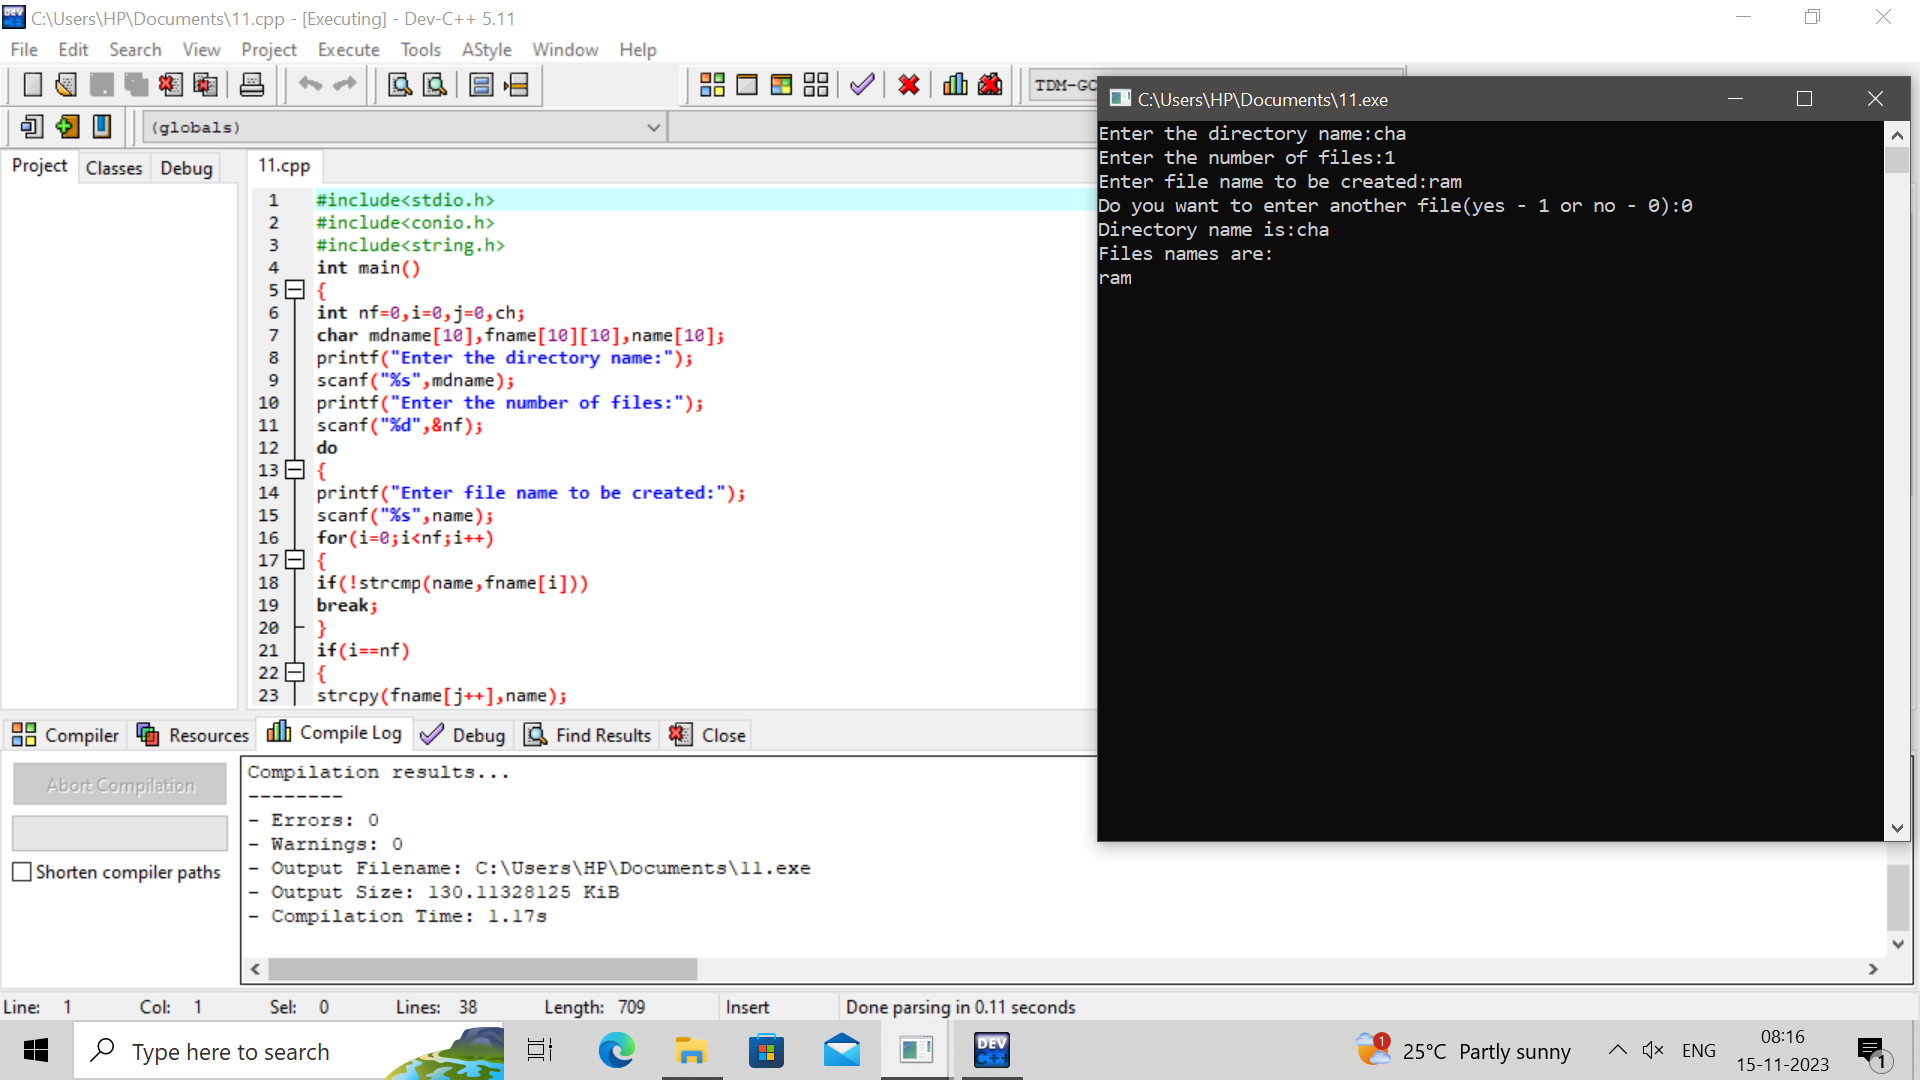 C:\Users\HP\Documents\11.cpp - [Executing] - Dev-C++ 5.11
File Edit Search View Project Execute Tools AStyle Window Help
TDM-GC
(globals)
Project Classes Debug
11.cpp
1 #include<stdio.h>
2 #include<conio.h>
3 #include<string.h>
4 int main()
5 {
6 int nf=0,i=0,j=0,ch;
7 char mdname[10],fname[10][10],name[10];
8 printf("Enter the directory name:");
9 scanf("%s",mdname);
10 printf("Enter the number of files:");
11 scanf("%d",&nf);
12 do
13 {
14 printf("Enter file name to be created:");
15 scanf("%s",name);
16 for(i=0;i<nf;i++)
17 {
18 if(!strcmp(name,fname[i]))
19 break;
20 }
21 if(i==nf)
22 {
23 strcpy(fname[j++],name);
C:\Users\HP\Documents\11.exe
Enter the directory name:cha
Enter the number of files:1
Enter file name to be created:ram
Do you want to enter another file(yes - 1 or no - 0):0
Directory name is:cha
Files names are:
ram
Compiler Resources Compile Log Debug Find Results Close
Abort Compilation
Shorten compiler paths
Compilation results...
--------
- Errors: 0
- Warnings: 0
- Output Filename: C:\Users\HP\Documents\11.exe
- Output Size: 130.11328125 KiB
- Compilation Time: 1.17s
Line: 1 Col: 1 Sel: 0 Lines: 38 Length: 709 Insert Done parsing in 0.11 seconds
Type here to search
DEV C++
1
25°C Partly sunny
ENG
08:16
15-11-2023
1